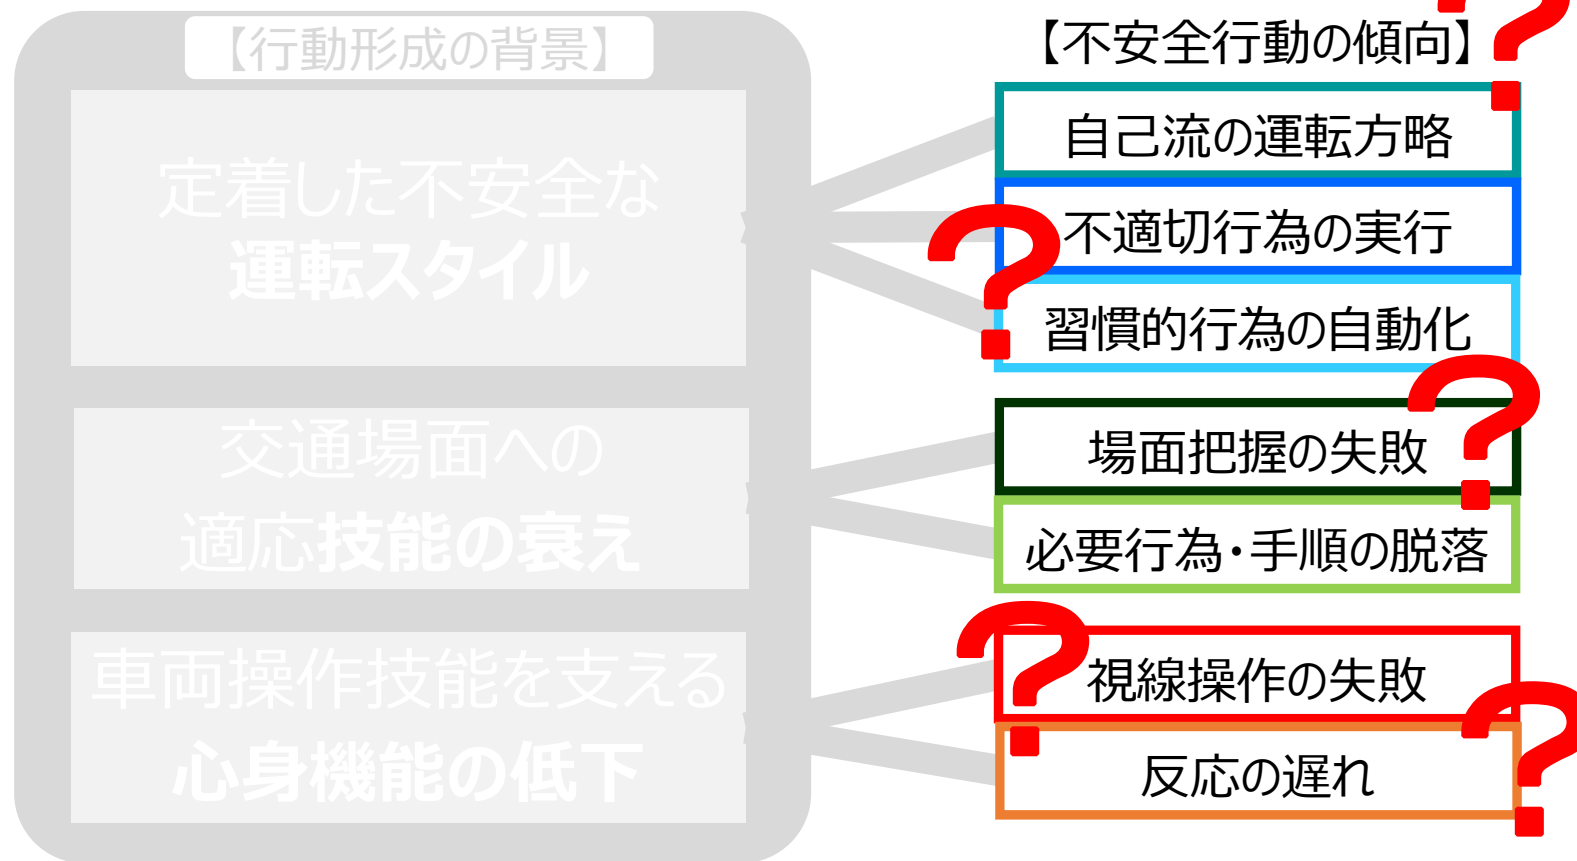 【行動形成の背景】
定着した不安全な
運転スタイル
交通場面への
適応技能の衰え
車両操作技能を支える
心身機能の低下
【不安全行動の傾向】
自己流の運転方略
不適切行為の実行
習慣的行為の自動化
場面把握の失敗
必要行為・手順の脱落
視線操作の失敗
反応の遅れ
?
?
?
?
?